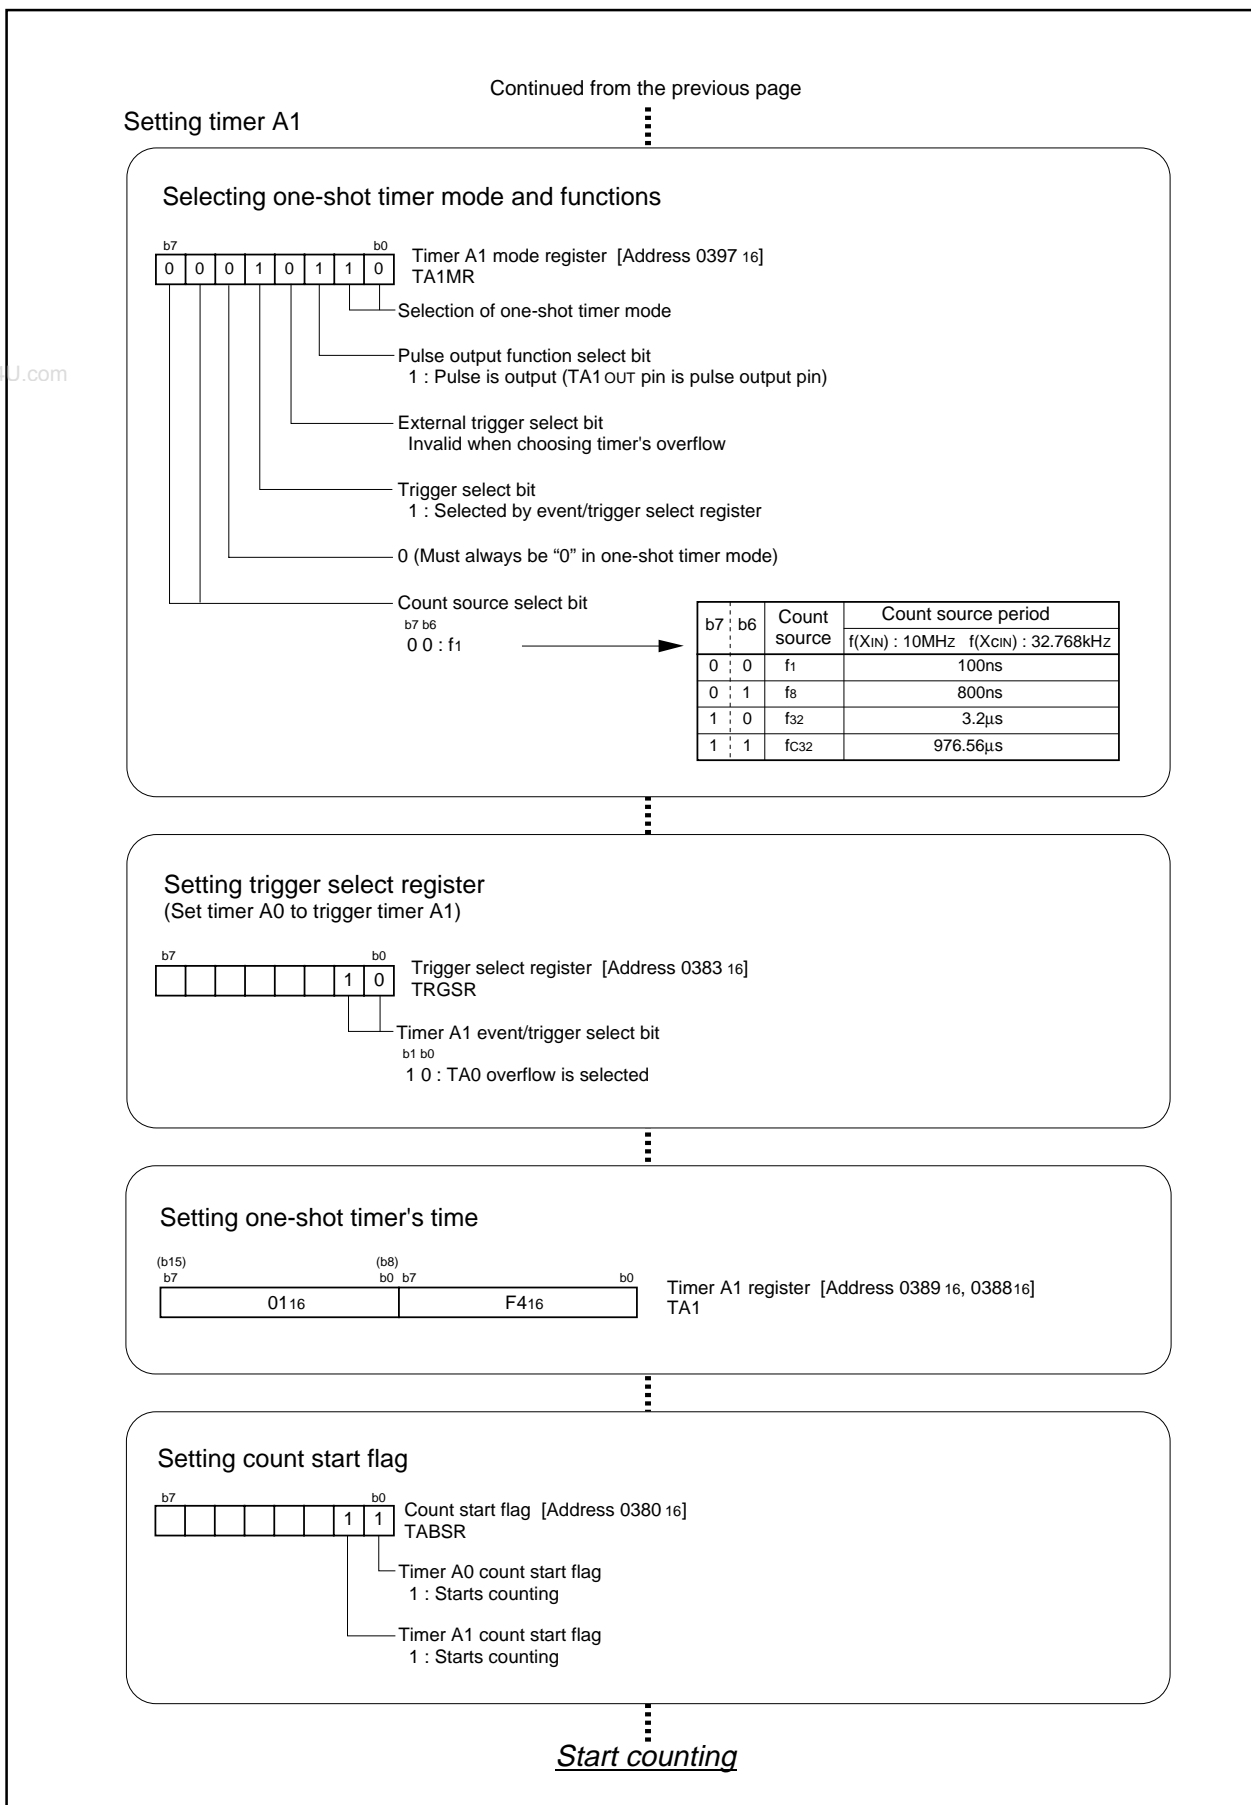 Continued from the previous page
Setting timer A1
Selecting one-shot timer mode and functions
b7 b0
0 0 0 1 0 1 1 0
Timer A1 mode register [Address 0397 16]
TA1MR
Selection of one-shot timer mode
4U.com
Pulse output function select bit
1 : Pulse is output (TA1OUT pin is pulse output pin)
External trigger select bit
Invalid when choosing timer's overflow
Trigger select bit
1 : Selected by event/trigger select register
0 (Must always be “0” in one-shot timer mode)
Count source select bit
b7 b6
0 0 : f1
b7 b6 Count source Count source period
f(XIN) : 10MHz f(XCIN) : 32.768kHz
0 0 f1 100ns
0 1 f8 800ns
1 0 f32 3.2µs
1 1 fC32 976.56µs
Setting trigger select register
(Set timer A0 to trigger timer A1)
b7 b0
1 0
Trigger select register [Address 0383 16]
TRGSR
Timer A1 event/trigger select bit
b1 b0
1 0 : TA0 overflow is selected
Setting one-shot timer's time
(b15) (b8)
b7 b0 b7 b0
0116 F416
Timer A1 register [Address 0389 16, 038816]
TA1
Setting count start flag
b7 b0
1 1
Count start flag [Address 0380 16]
TABSR
Timer A0 count start flag
1 : Starts counting
Timer A1 count start flag
1 : Starts counting
Start counting